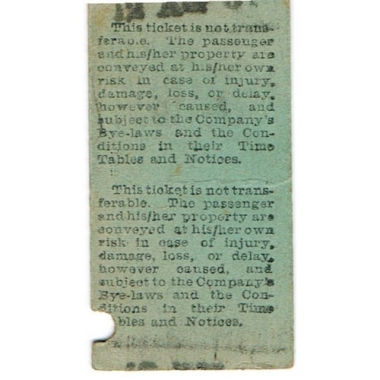 This ticket is not trans-
ferable. The passenger
and his/her property are
conveyed at his/her own
risk in case of injury,
damage, loss, or delay,
however caused, and
subject to the Company's
Bye-laws and the Con-
ditions in their Time
Tables and Notices.
This ticket is not trans-
ferable. The passenger
and his/her property are
conveyed at his/her own
risk in case of injury,
damage, loss, or delay,
however caused, and
subject to the Company's
Bye-laws and the Con-
ditions in their Time
bles and Notices.